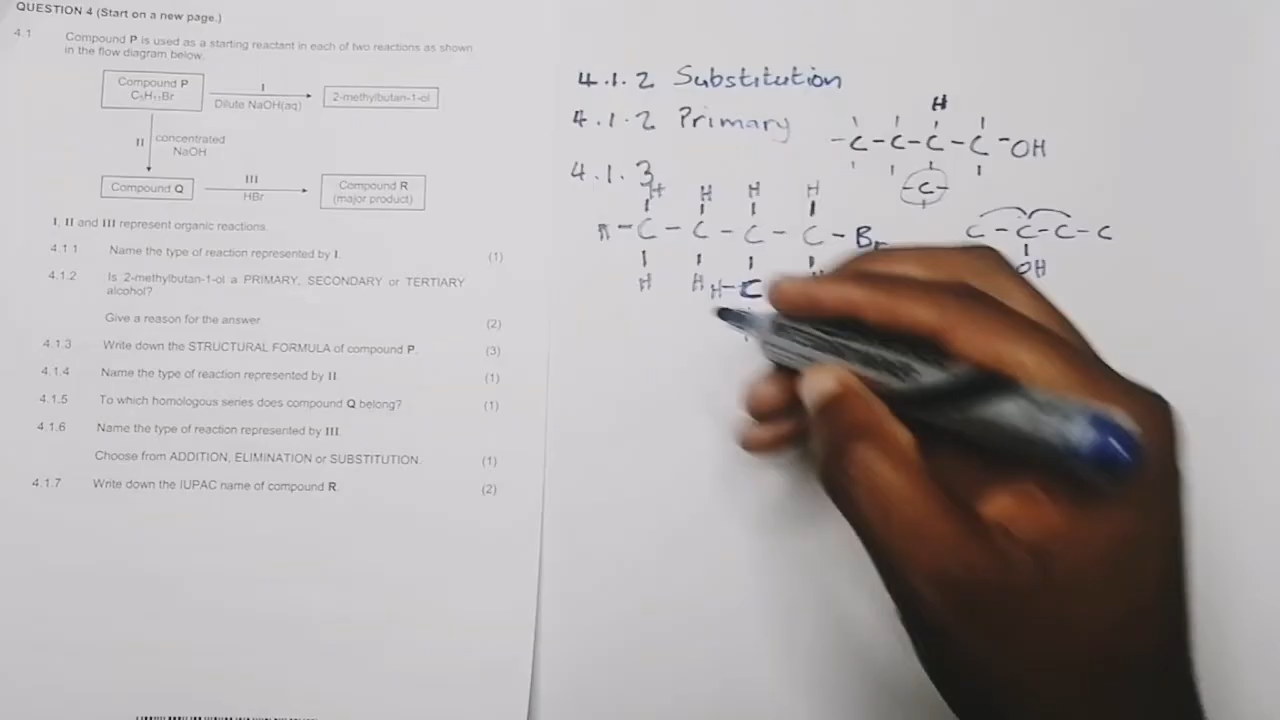 QUESTION 4 (Start on a new page.)
4.1 Compound P is used as a starting reactant in each of two reactions as shown
in the flow diagram below.
Compound P
C₅H₁₁Br
I
Dilute NaOH(aq)
2-methylbutan-1-ol
II
concentrated
NaOH
Compound Q
III
HBr
Compound R
(major product)
I, II and III represent organic reactions.
4.1.1 Name the type of reaction represented by I. (1)
4.1.2 Is 2-methylbutan-1-ol a PRIMARY, SECONDARY or TERTIARY
alcohol?
Give a reason for the answer (2)
4.1.3 Write down the STRUCTURAL FORMULA of compound P. (3)
4.1.4 Name the type of reaction represented by II. (1)
4.1.5 To which homologous series does compound Q belong? (1)
4.1.6 Name the type of reaction represented by III.
Choose from ADDITION, ELIMINATION or SUBSTITUTION. (1)
4.1.7 Write down the IUPAC name of compound R. (2)
4.1.2 Substitution
4.1.2 Primary
H
-C-C-C-C-OH
-C-
4.1.3
H H H H
H-C-C-C-C-Br
H H H-C
C-C-C-C
OH